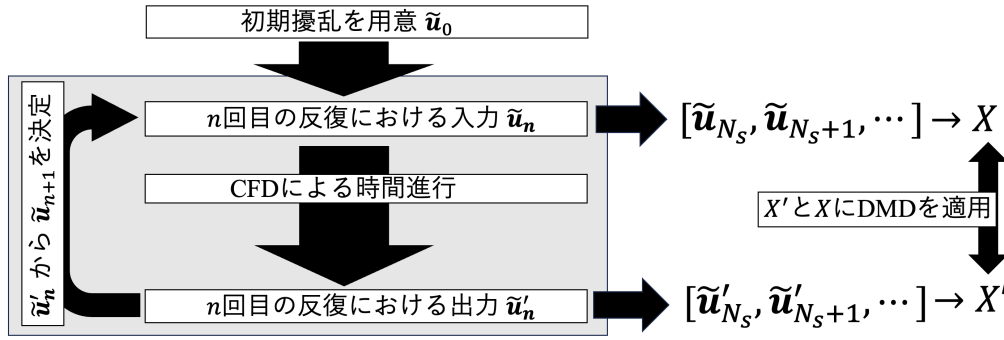 初期擾乱を用意 ũ₀
n回目の反復における入力 ũₙ
[ũ_{N_s}, ũ_{N_s+1}, ⋯] → X
CFDによる時間進行
ũ′ₙ から ũₙ₊₁を決定
X′とXにDMDを適用
n回目の反復における出力 ũ′ₙ
[ũ′_{N_s}, ũ′_{N_s+1}, ⋯] → X′